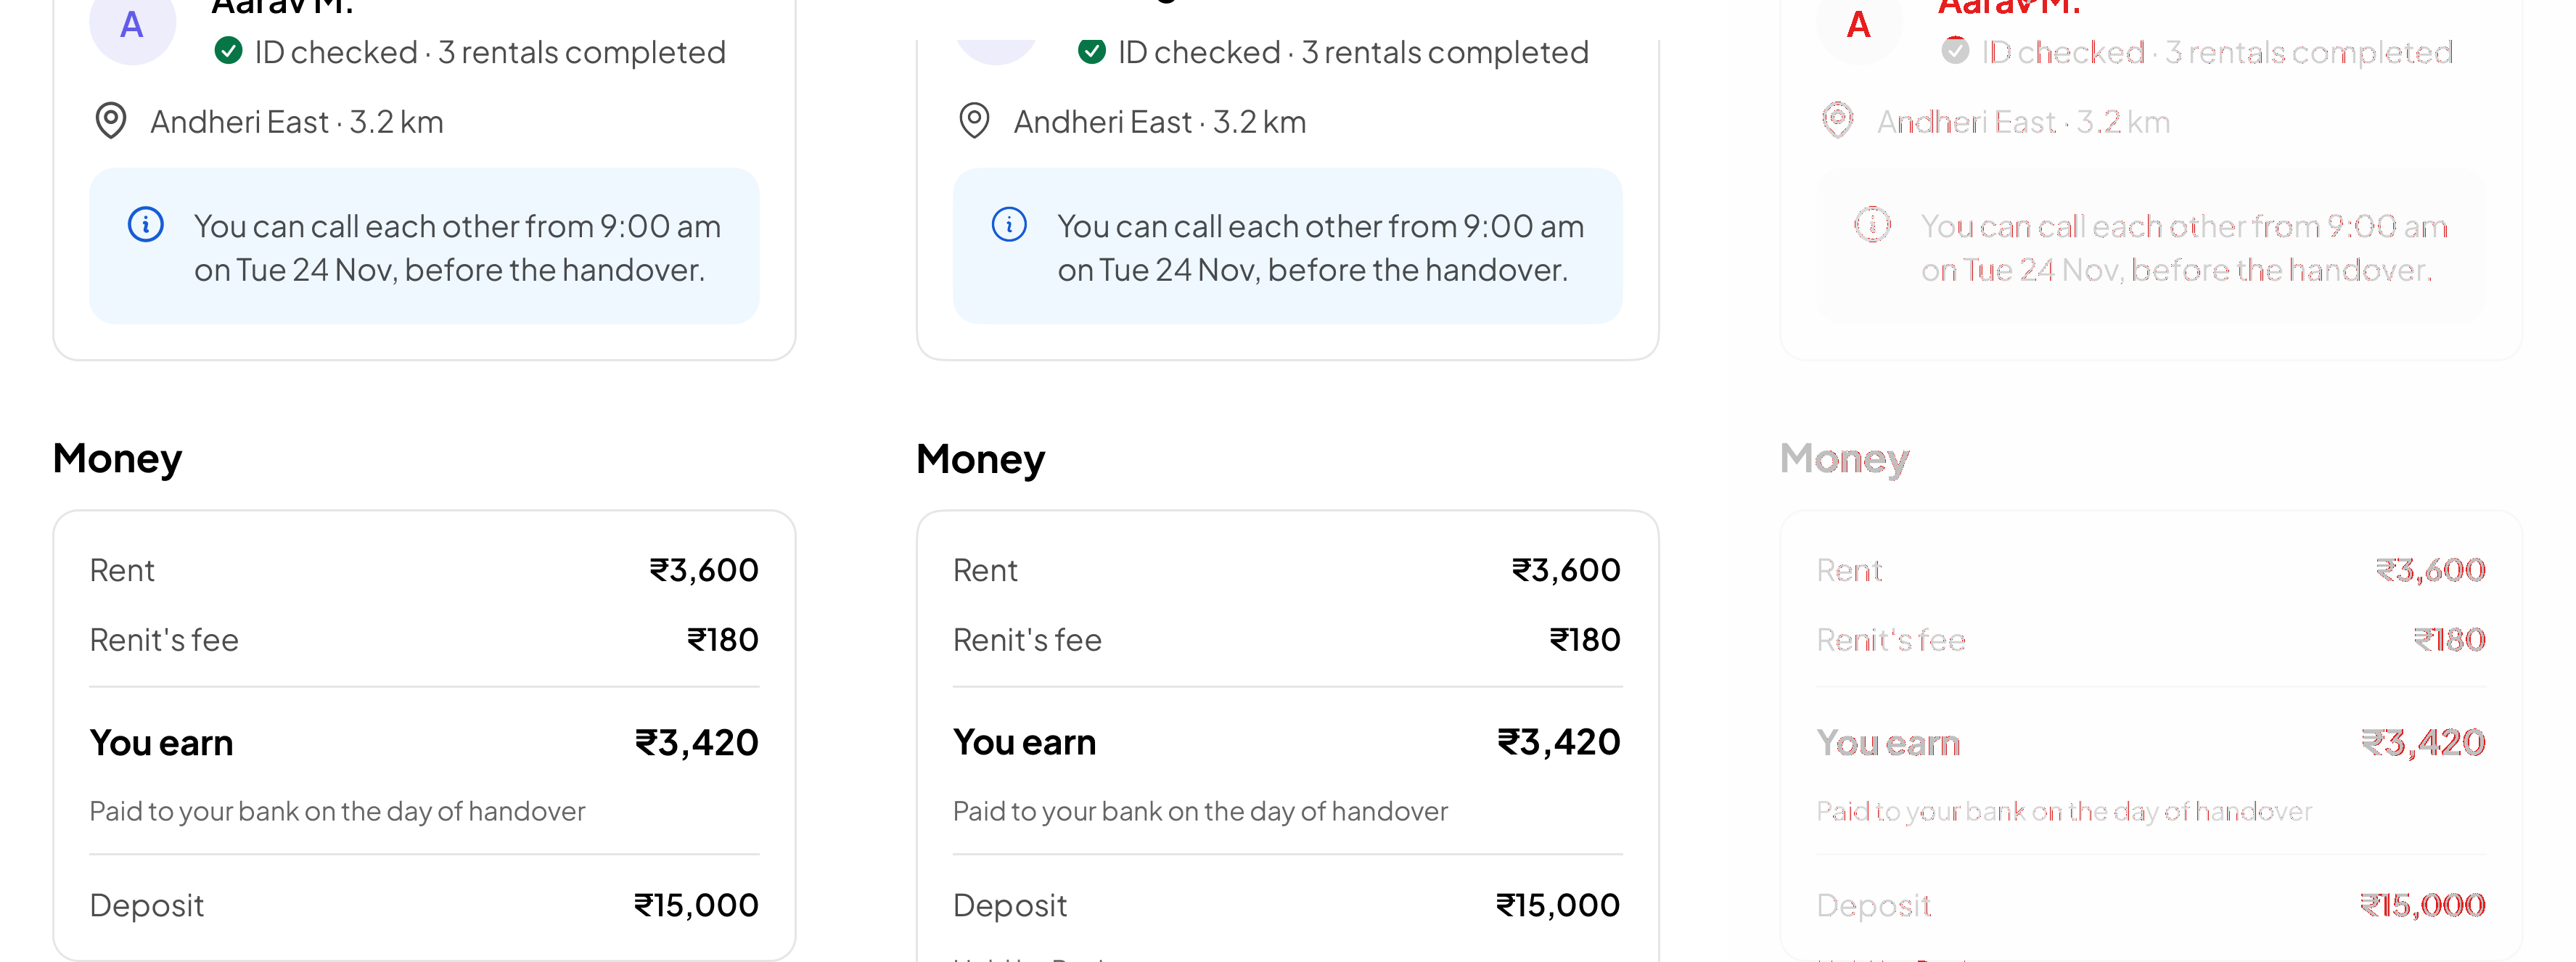 A
Aarav M.
ID checked · 3 rentals completed
Andheri East · 3.2 km
You can call each other from 9:00 am
on Tue 24 Nov, before the handover.
Money
Rent ₹3,600
Renit's fee ₹180
You earn ₹3,420
Paid to your bank on the day of handover
Deposit ₹15,000
ID checked · 3 rentals completed
Andheri East · 3.2 km
You can call each other from 9:00 am
on Tue 24 Nov, before the handover.
Money
Rent ₹3,600
Renit's fee ₹180
You earn ₹3,420
Paid to your bank on the day of handover
Deposit ₹15,000
A
Aarav M.
ID checked · 3 rentals completed
Andheri East · 3.2 km
You can call each other from 9:00 am
on Tue 24 Nov, before the handover.
Money
Rent ₹3,600
Renit's fee ₹180
You earn ₹3,420
Paid to your bank on the day of handover
Deposit ₹15,000